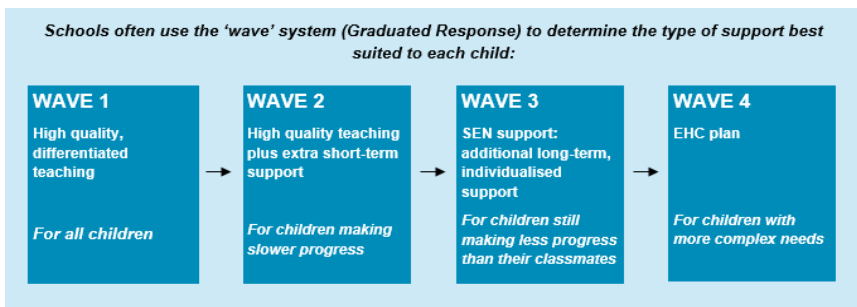 Schools often use the ‘wave’ system (Graduated Response) to determine the type of support best
suited to each child:
WAVE 1
High quality,
differentiated
teaching
For all children
WAVE 2
High quality teaching
plus extra short-term
support
For children making
slower progress
WAVE 3
SEN support:
additional long-term,
individualised
support
For children still
making less progress
than their classmates
WAVE 4
EHC plan
For children with
more complex needs